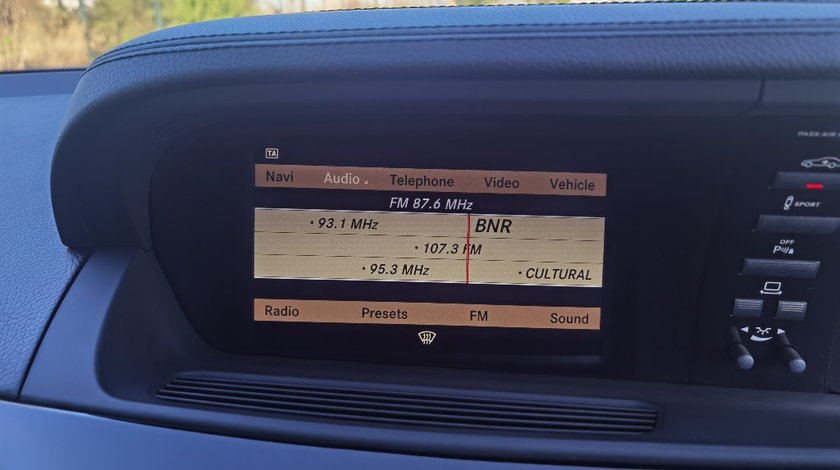 TA
Navi Audio Telephone Video Vehicle
FM 87.6 MHz
93.1 MHz BNR
107.3 FM
95.3 MHz CULTURAL
Radio Presets FM Sound
PASS AIR
SPORT
OFF
P